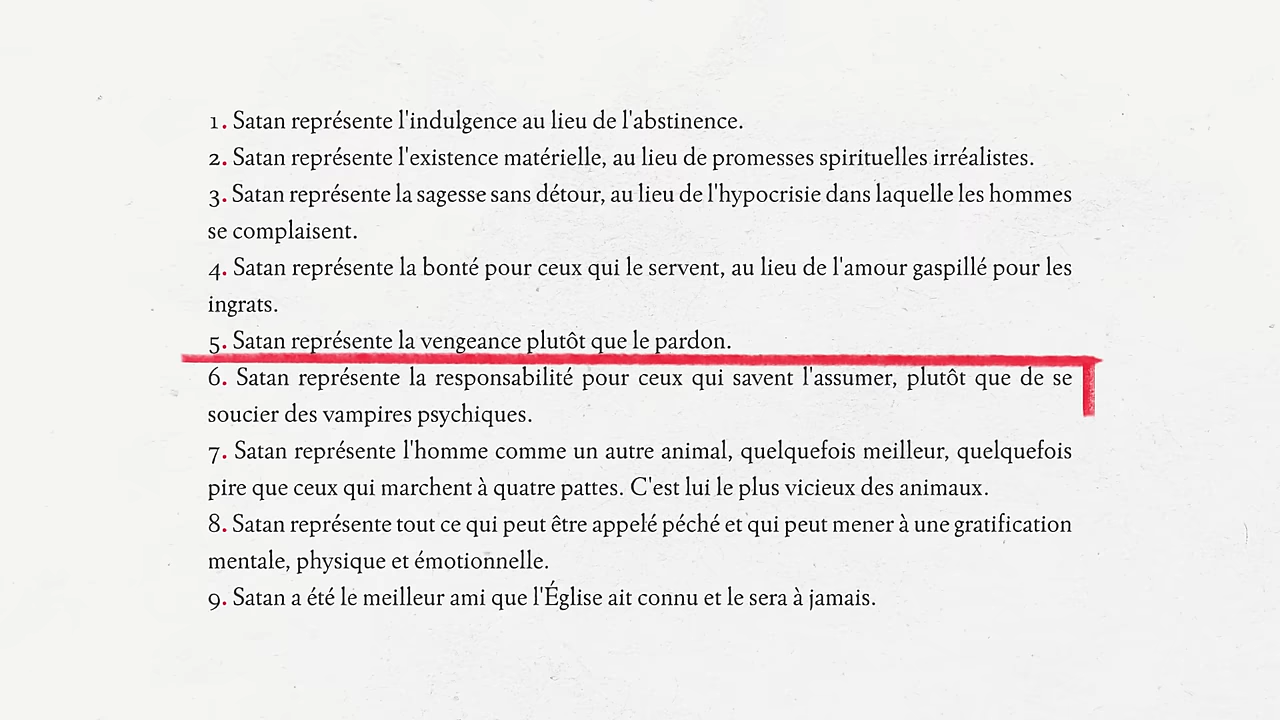 1. Satan représente l'indulgence au lieu de l'abstinence.
2. Satan représente l'existence matérielle, au lieu de promesses spirituelles irréalistes.
3. Satan représente la sagesse sans détour, au lieu de l'hypocrisie dans laquelle les hommes
se complaisent.
4. Satan représente la bonté pour ceux qui le servent, au lieu de l'amour gaspillé pour les
ingrats.
5. Satan représente la vengeance plutôt que le pardon.
6. Satan représente la responsabilité pour ceux qui savent l'assumer, plutôt que de se
soucier des vampires psychiques.
7. Satan représente l'homme comme un autre animal, quelquefois meilleur, quelquefois
pire que ceux qui marchent à quatre pattes. C'est lui le plus vicieux des animaux.
8. Satan représente tout ce qui peut être appelé péché et qui peut mener à une gratification
mentale, physique et émotionnelle.
9. Satan a été le meilleur ami que l'Église ait connu et le sera à jamais.